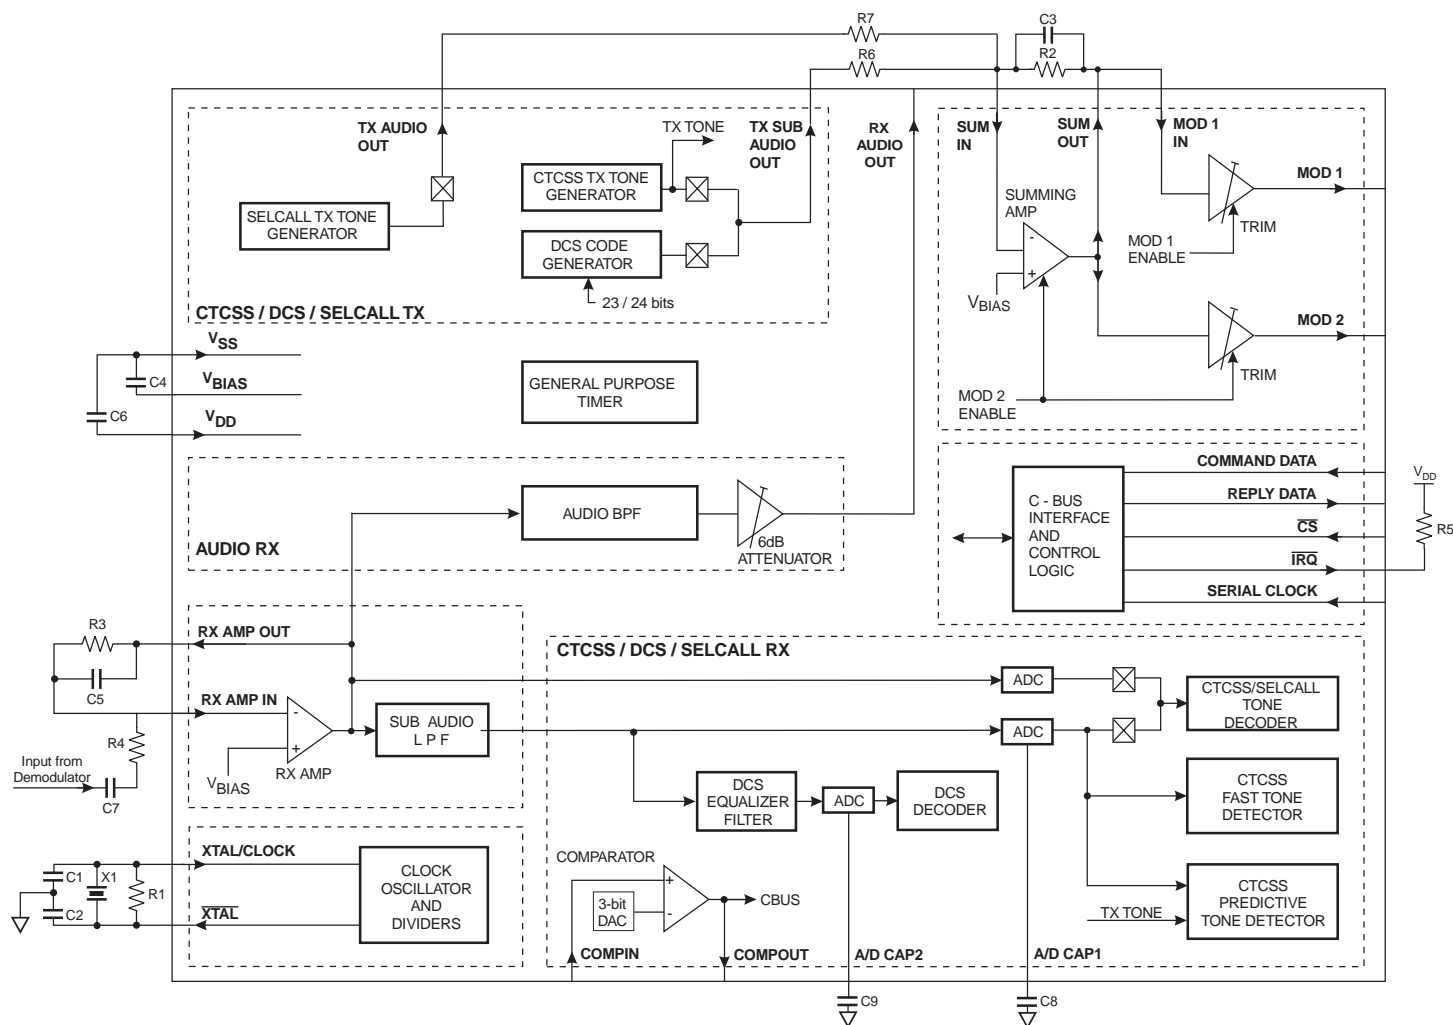 R7
C3
R6
R2
TX AUDIO
OUT
TX TONE
TX SUB
AUDIO
OUT
RX
AUDIO
OUT
SUM
IN
SUM
OUT
MOD 1
IN
CTCSS TX TONE
GENERATOR
SELCALL TX TONE
GENERATOR
DCS CODE
GENERATOR
23 / 24 bits
CTCSS / DCS / SELCALL TX
SUMMING
AMP
-
+
VBIAS
MOD 1
TRIM
MOD 1
ENABLE
MOD 2
TRIM
MOD 2
ENABLE
VSS
C4
VBIAS
C6
VDD
GENERAL PURPOSE
TIMER
AUDIO BPF
6dB
ATTENUATOR
AUDIO RX
C - BUS
INTERFACE
AND
CONTROL
LOGIC
COMMAND DATA
REPLY DATA
CS
IRQ
SERIAL CLOCK
VDD
R5
R3
RX AMP OUT
C5
RX AMP IN
R4
Input from
Demodulator
C7
-
+
VBIAS
RX AMP
SUB AUDIO
L P F
CTCSS / DCS / SELCALL RX
ADC
ADC
CTCSS/SELCALL
TONE
DECODER
DCS
EQUALIZER
FILTER
ADC
DCS
DECODER
CTCSS
FAST TONE
DETECTOR
CTCSS
PREDICTIVE
TONE DETECTOR
TX TONE
XTAL/CLOCK
C1
X1
R1
C2
XTAL
CLOCK
OSCILLATOR
AND
DIVIDERS
COMPARATOR
+
-
3-bit
DAC
CBUS
COMPIN
COMPOUT
A/D CAP2
A/D CAP1
C9
C8